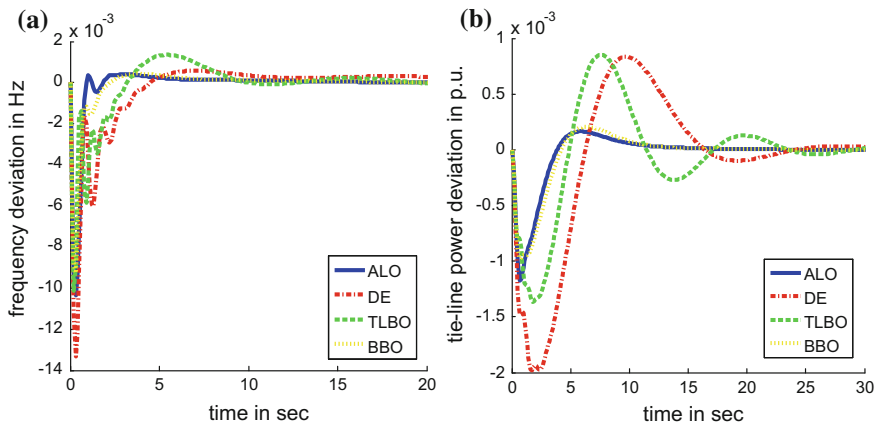 (a)
x 10^-3
2
0
-2
-4
-6
-8
-10
-12
-14
0
5
10
15
20
frequency deviation in Hz
time in sec
ALO
DE
TLBO
BBO
(b)
x 10^-3
1
0.5
0
-0.5
-1
-1.5
-2
0
5
10
15
20
25
30
tie-line power deviation in p.u.
time in sec
ALO
DE
TLBO
BBO